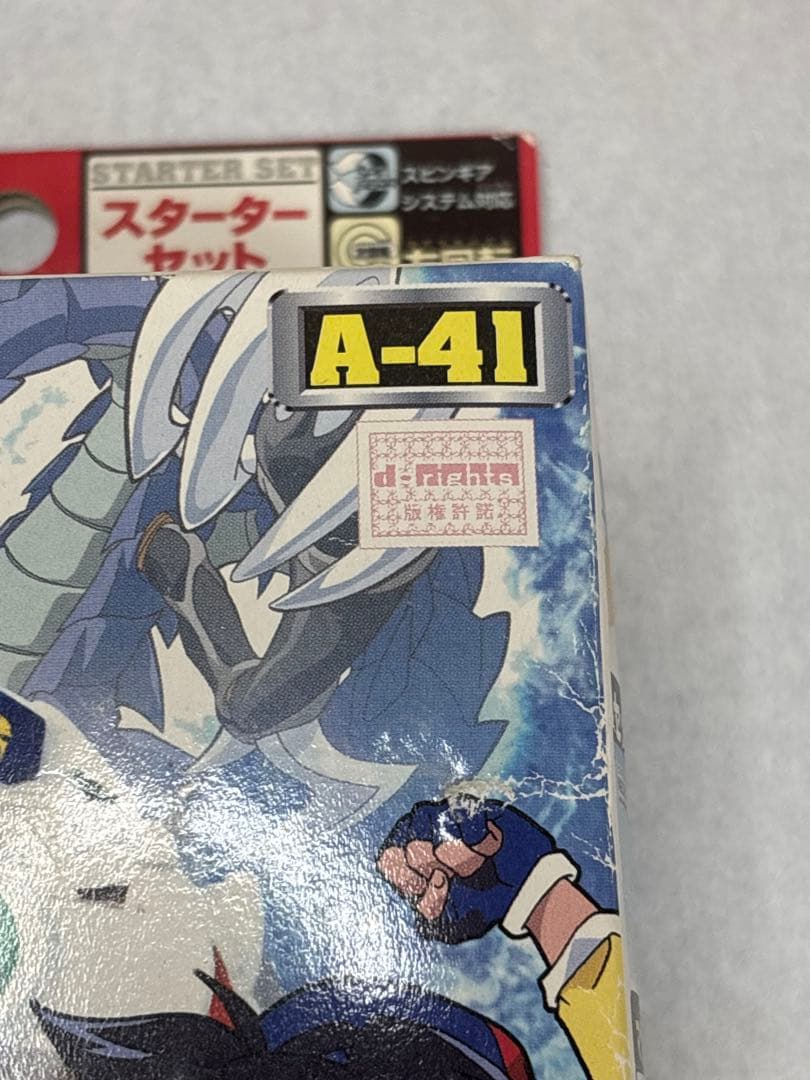 STARTER SET
スターター
セット
スピンギア
システム対応
A-41
d-rights
版権許諾